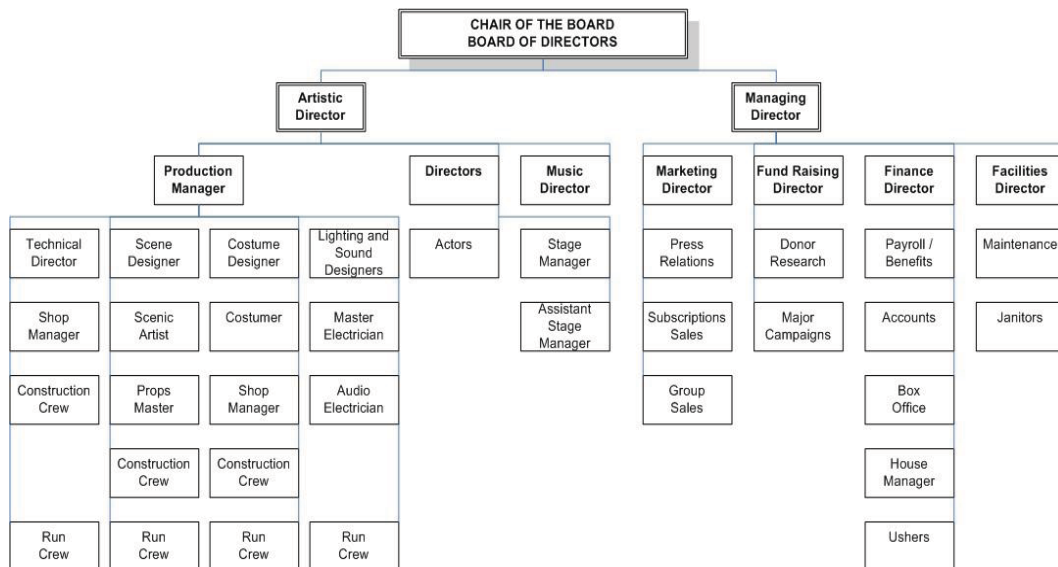 CHAIR OF THE BOARD
BOARD OF DIRECTORS
Artistic
Director
Managing
Director
Production
Manager
Directors
Music
Director
Marketing
Director
Fund Raising
Director
Finance
Director
Facilities
Director
Technical
Director
Scene
Designer
Costume
Designer
Lighting and
Sound
Designers
Actors
Stage
Manager
Press
Relations
Donor
Research
Payroll /
Benefits
Maintenance
Shop
Manager
Scenic
Artist
Costumer
Master
Electrician
Assistant
Stage
Manager
Subscriptions
Sales
Major
Campaigns
Accounts
Janitors
Construction
Crew
Props
Master
Shop
Manager
Audio
Electrician
Group
Sales
Box
Office
Construction
Crew
Construction
Crew
House
Manager
Run
Crew
Run
Crew
Run
Crew
Run
Crew
Ushers